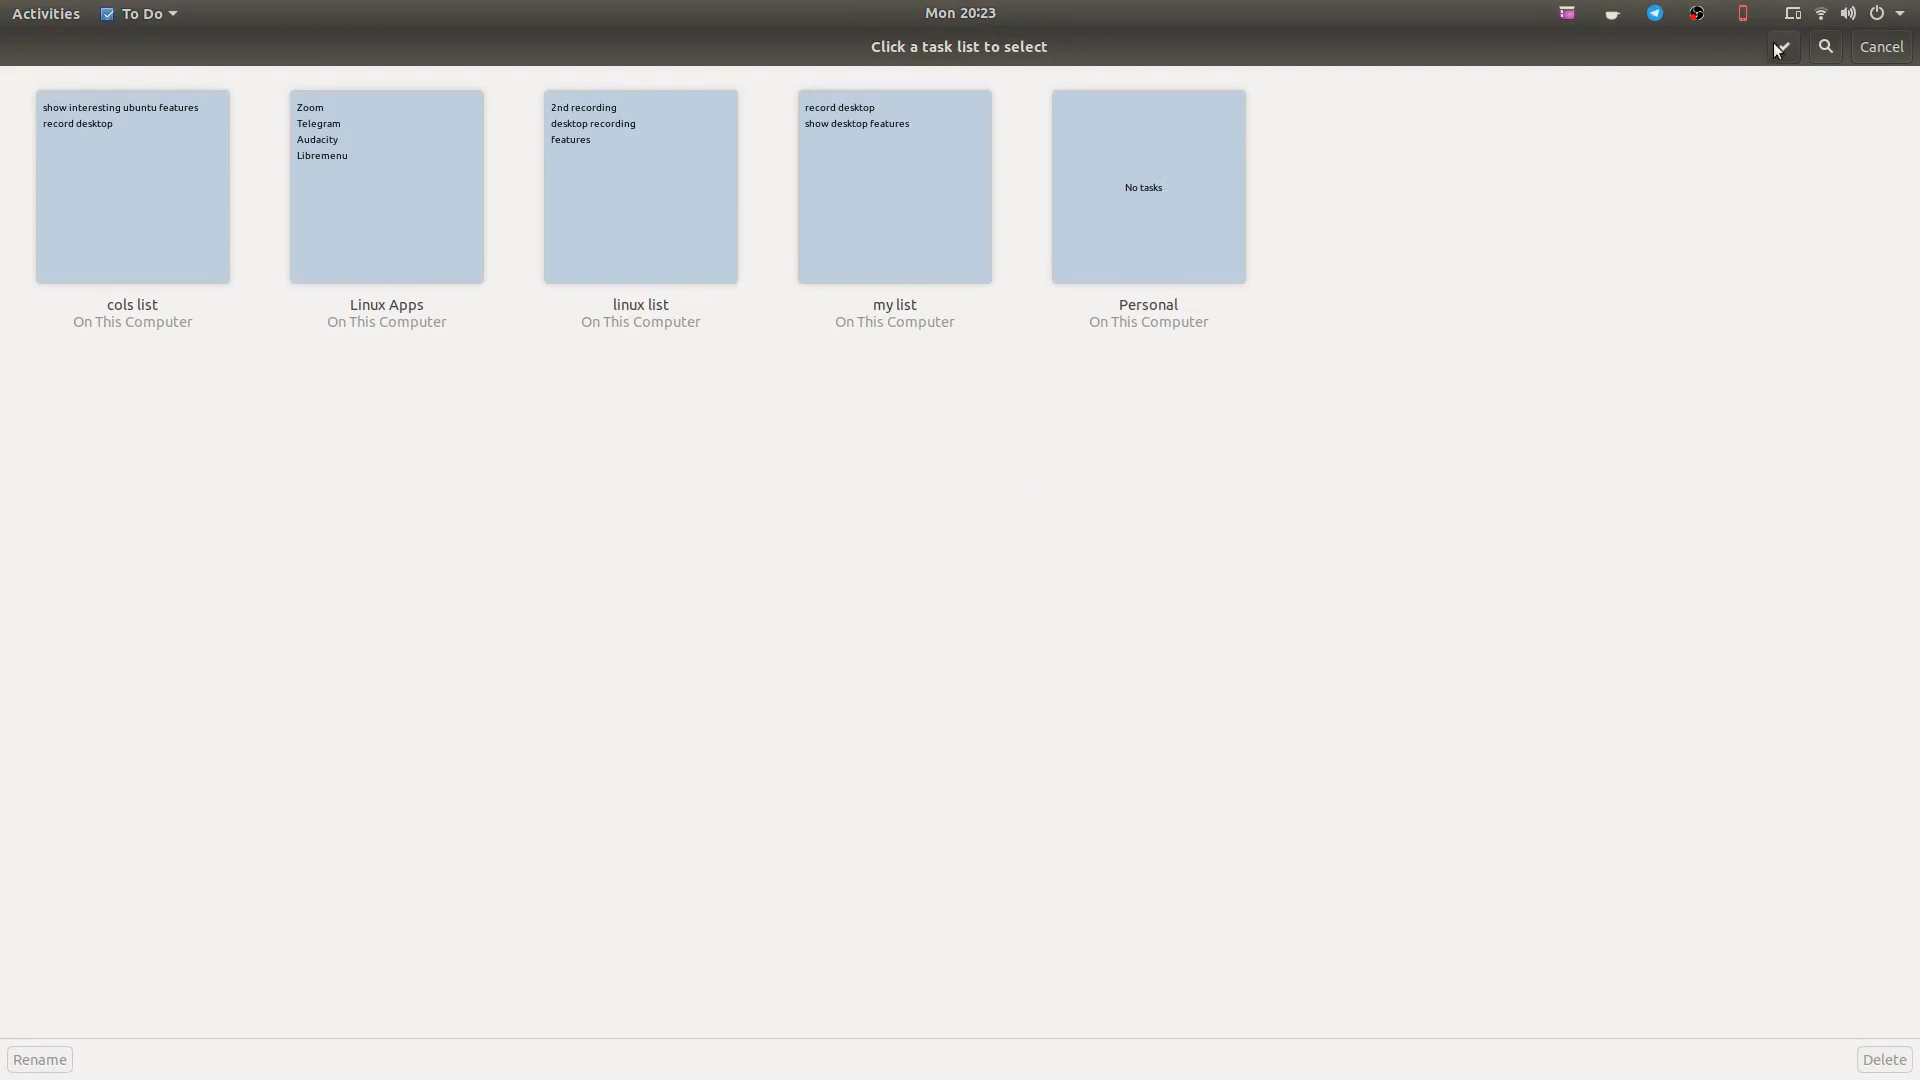 Activities
To Do
Mon 20:23
Click a task list to select
Cancel
show interesting ubuntu features
record desktop
cols list
On This Computer
Zoom
Telegram
Audacity
Libremenu
Linux Apps
On This Computer
2nd recording
desktop recording
features
linux list
On This Computer
record desktop
show desktop features
my list
On This Computer
No tasks
Personal
On This Computer
Rename
Delete